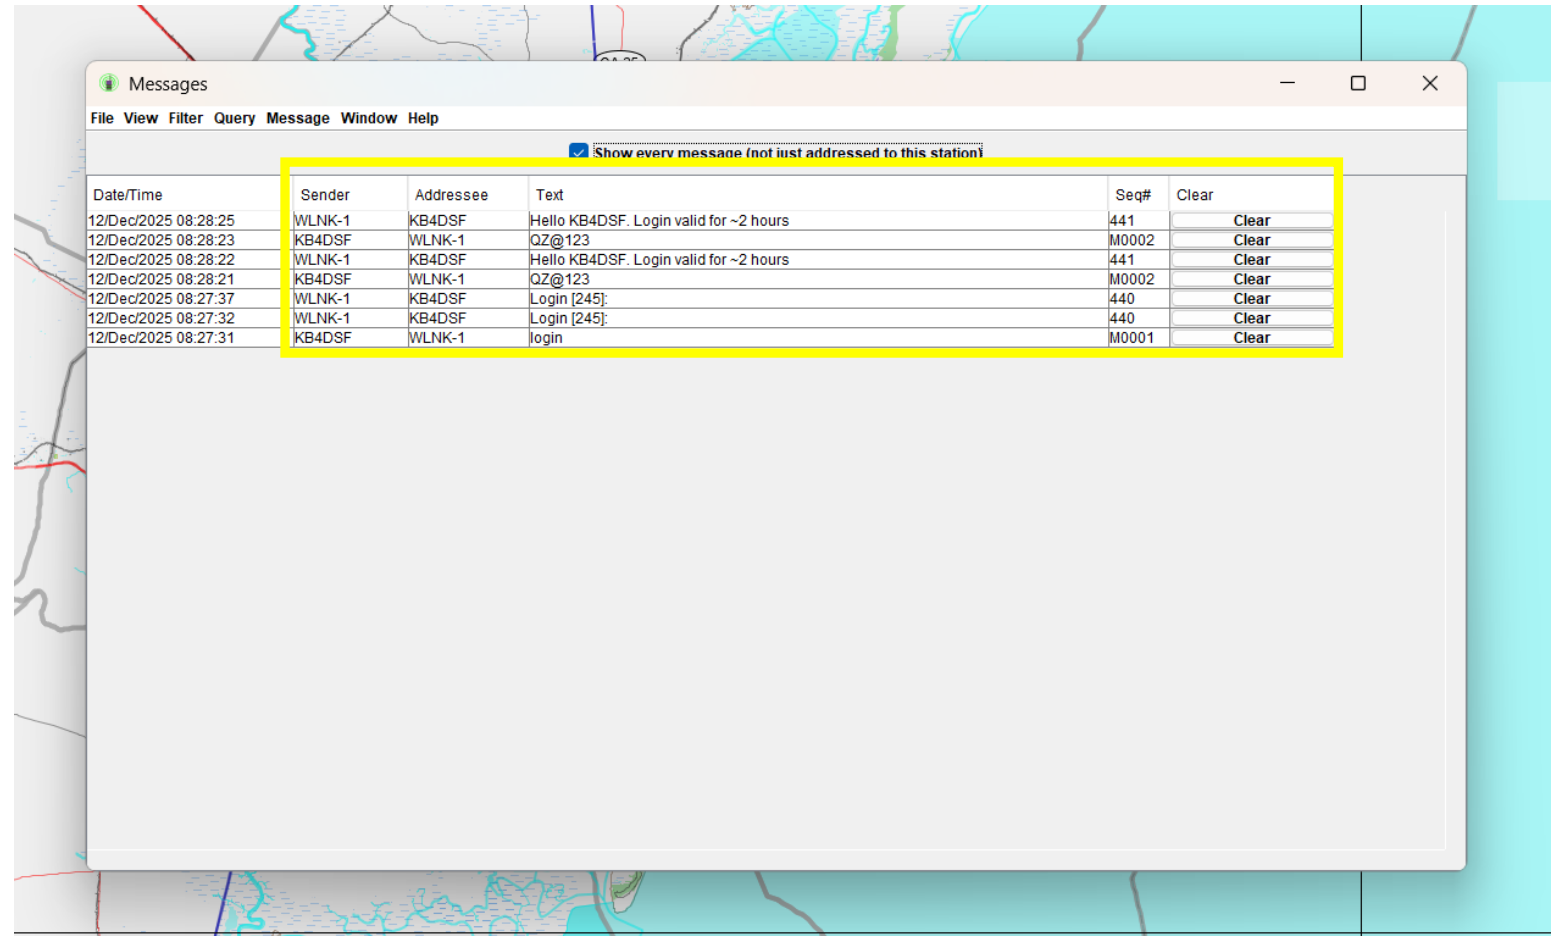 GA 25
Messages
File View Filter Query Message Window Help
Show every message (not just addressed to this station)
Date/Time Sender Addressee Text Seq# Clear
12/Dec/2025 08:28:25 WLNK-1 KB4DSF Hello KB4DSF. Login valid for ~2 hours 441 Clear
12/Dec/2025 08:28:23 KB4DSF WLNK-1 QZ@123 M0002 Clear
12/Dec/2025 08:28:22 WLNK-1 KB4DSF Hello KB4DSF. Login valid for ~2 hours 441 Clear
12/Dec/2025 08:28:21 KB4DSF WLNK-1 QZ@123 M0002 Clear
12/Dec/2025 08:27:37 WLNK-1 KB4DSF Login [245]: 440 Clear
12/Dec/2025 08:27:32 WLNK-1 KB4DSF Login [245]: 440 Clear
12/Dec/2025 08:27:31 KB4DSF WLNK-1 login M0001 Clear